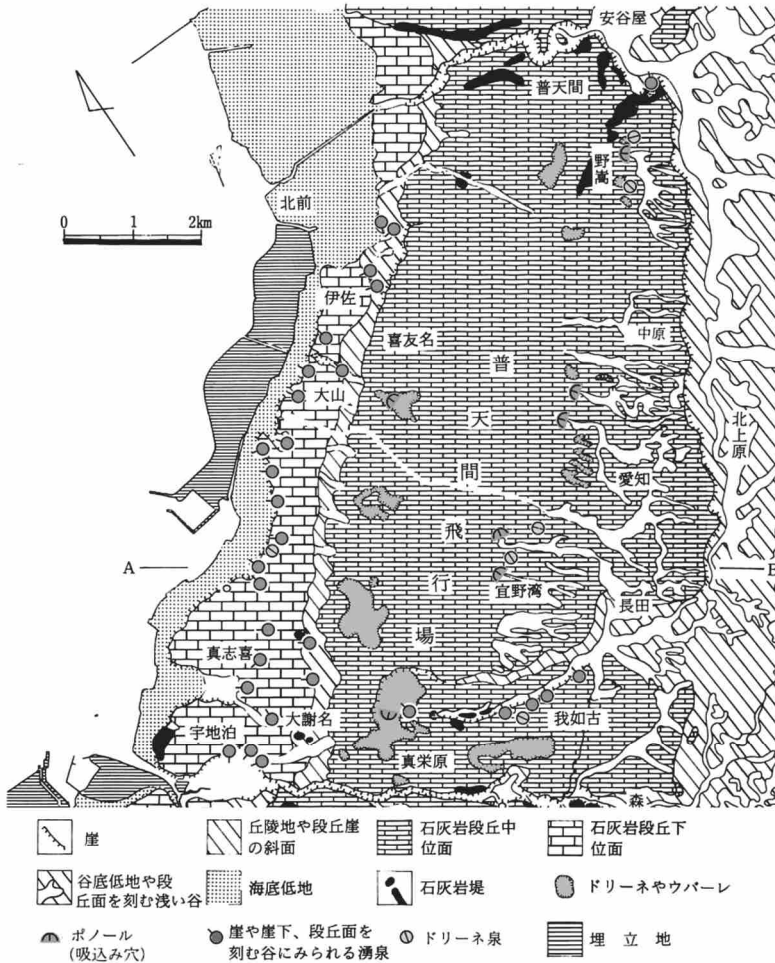 安谷屋
普天間
野嵩
北前
0 1 2km
伊佐
喜友名
中原
普天間飛行場
大山
北上原
愛知
A
B
宜野湾
長田
真志喜
大謝名
我如古
宇地泊
真栄原
森
崖
丘陵地や段丘崖
の斜面
石灰岩段丘中
位面
石灰岩段丘下
位面
谷底低地や段
丘面を刻む浅い谷
海底低地
石灰岩堤
ドリーネやウバーレ
ポノール
(吸込み穴)
崖や崖下、段丘面を
刻む谷にみられる湧泉
ドリーネ泉
埋立地